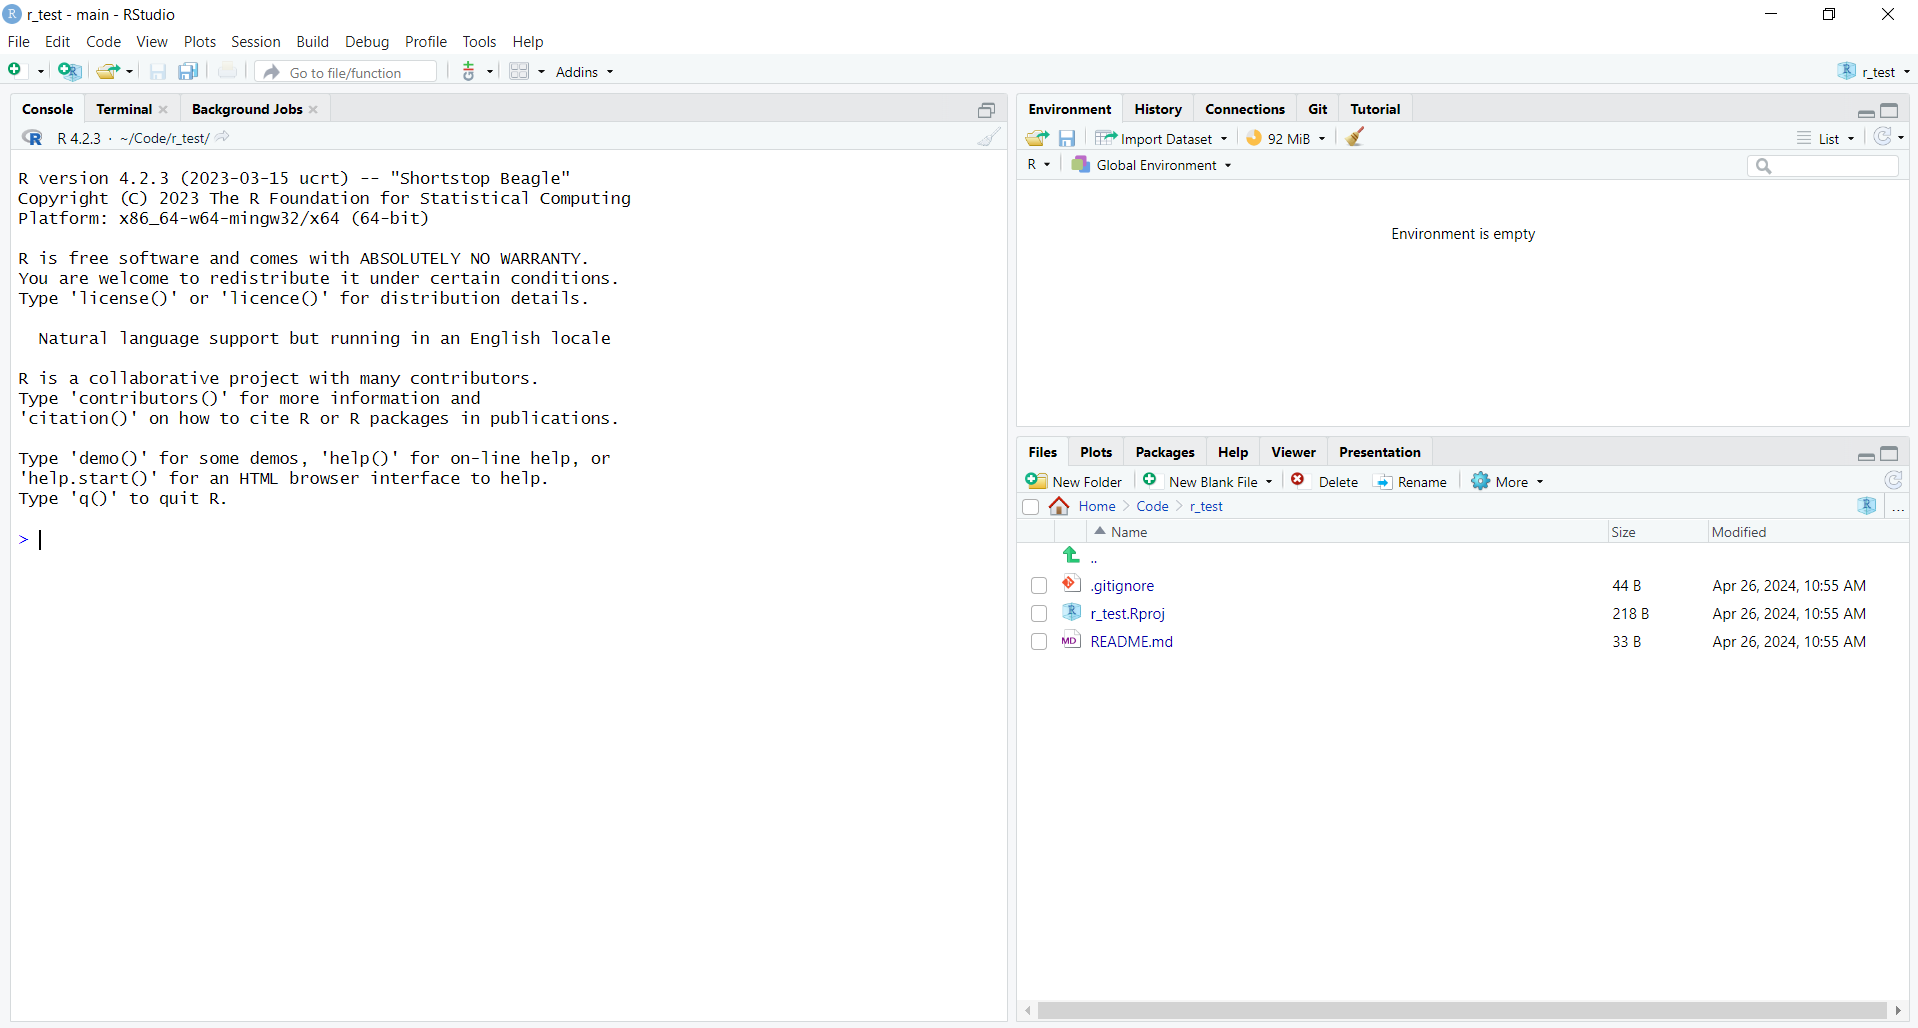 r_test - main - RStudio
File Edit Code View Plots Session Build Debug Profile Tools Help
Go to file/function Addins r_test
Console Terminal Background Jobs
R 4.2.3 · ~/Code/r_test/
R version 4.2.3 (2023-03-15 ucrt) -- "Shortstop Beagle"
Copyright (C) 2023 The R Foundation for Statistical Computing
Platform: x86_64-w64-mingw32/x64 (64-bit)
R is free software and comes with ABSOLUTELY NO WARRANTY.
You are welcome to redistribute it under certain conditions.
Type 'license()' or 'licence()' for distribution details.
Natural language support but running in an English locale
R is a collaborative project with many contributors.
Type 'contributors()' for more information and
'citation()' on how to cite R or R packages in publications.
Type 'demo()' for some demos, 'help()' for on-line help, or
'help.start()' for an HTML browser interface to help.
Type 'q()' to quit R.
>
Environment History Connections Git Tutorial
Import Dataset 92 MiB List
R Global Environment
Environment is empty
Files Plots Packages Help Viewer Presentation
New Folder New Blank File Delete Rename More
Home Code r_test ...
Name Size Modified
..
.gitignore 44 B Apr 26, 2024, 10:55 AM
r_test.Rproj 218 B Apr 26, 2024, 10:55 AM
MD README.md 33 B Apr 26, 2024, 10:55 AM